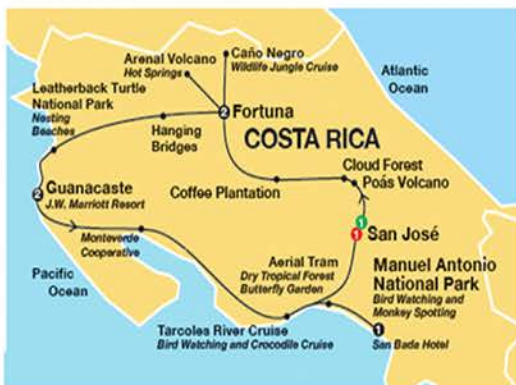 Arenal Volcano
Hot Springs
Caño Negro
Wildlife Jungle Cruise
Atlantic
Ocean
Leatherback Turtle
National Park
Nesting
Beaches
2
Fortuna
Hanging
Bridges
COSTA RICA
Cloud Forest
Poás Volcano
Coffee Plantation
2
Guanacaste
J.W. Marriott Resort
1
1
San José
Monteverde
Cooperative
Aerial Tram
Dry Tropical Forest
Butterfly Garden
Manuel Antonio
National Park
Bird Watching and
Monkey Spotting
Pacific
Ocean
Tarcoles River Cruise
Bird Watching and Crocodile Cruise
1
San Bada Hotel